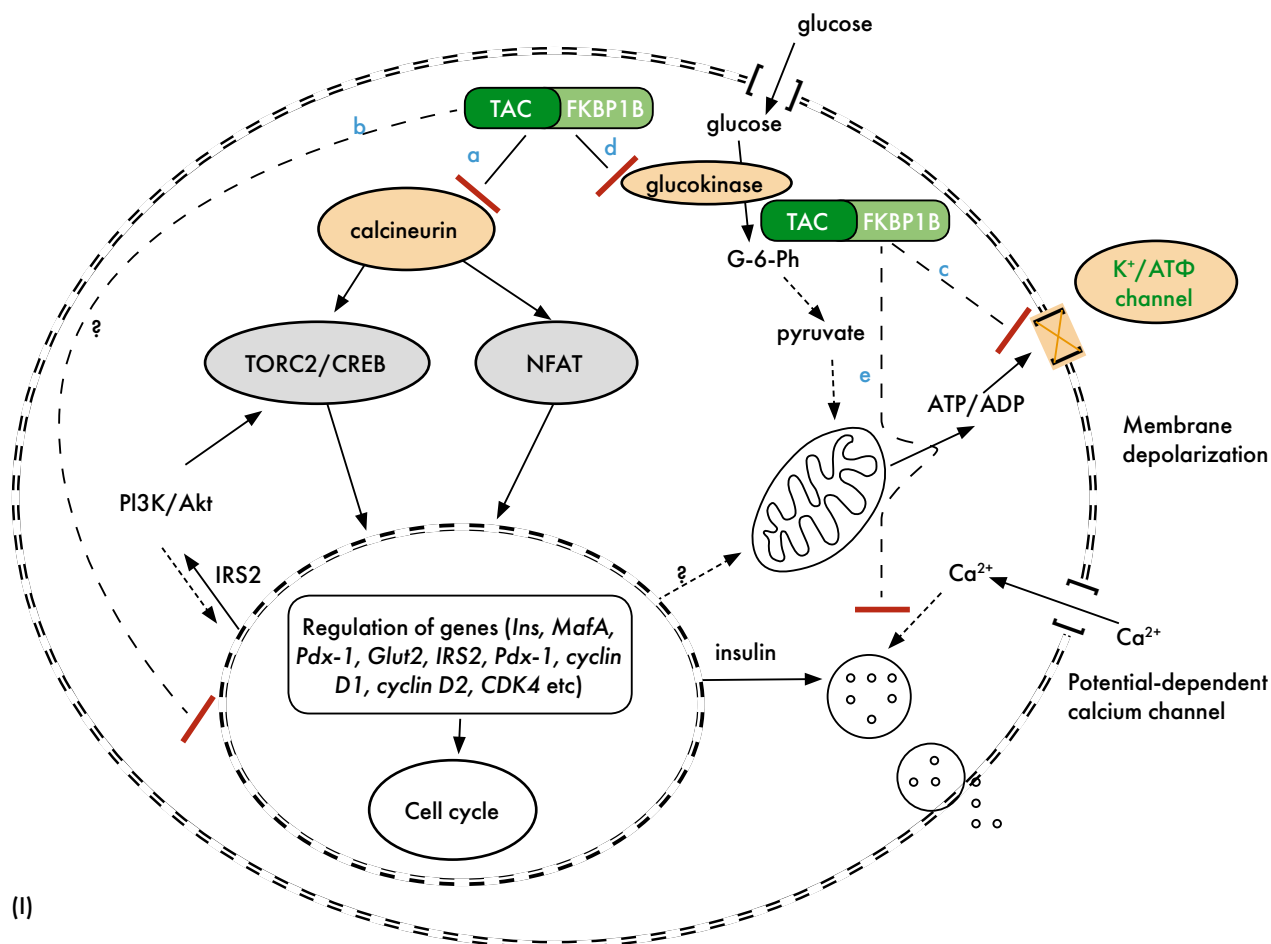 glucose
TAC FKBP1B
glucose
b
a
d
glucokinase
TAC FKBP1B
calcineurin
G-6-Ph
c
K⁺/ATФ
channel
?
pyruvate
TORC2/CREB
NFAT
e
ATP/ADP
Membrane
depolarization
PI3K/Akt
IRS2
?
Ca²⁺
Ca²⁺
Regulation of genes (Ins, MafA,
Pdx-1, Glut2, IRS2, Pdx-1, cyclin
D1, cyclin D2, CDK4 etc)
insulin
Potential-dependent
calcium channel
Cell cycle
(I)